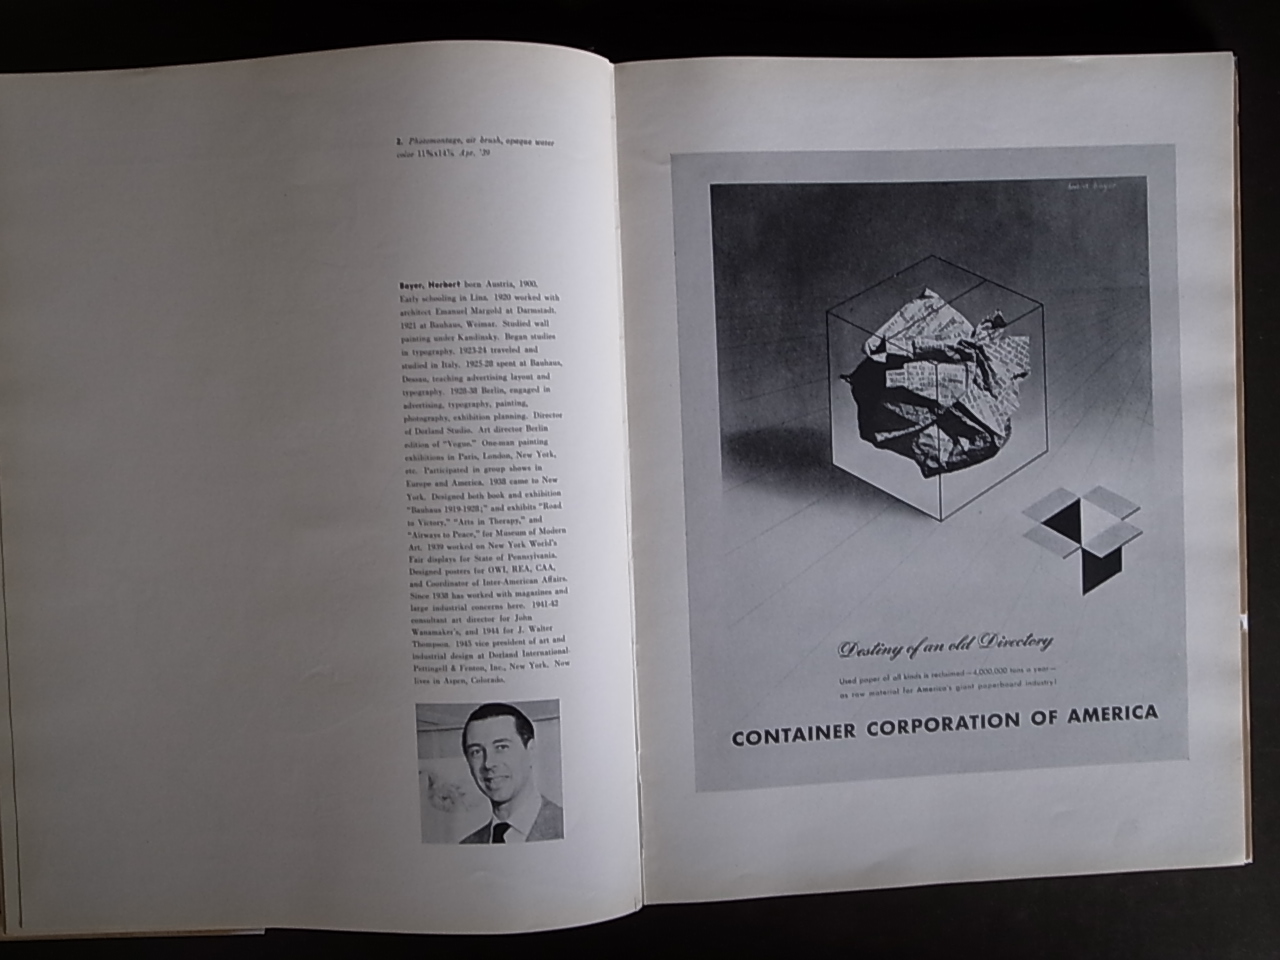 2. Photomontage, air brush, opaque water
color 11⅝x14⅞ Apr. '39
Bayer, Herbert born Austria, 1900.
Early schooling in Linz. 1920 worked with
architect Emanuel Margold at Darmstadt.
1921 at Bauhaus, Weimar. Studied wall
painting under Kandinsky. Began studies
in typography. 1923-24 traveled and
studied in Italy. 1925-28 spent at Bauhaus,
Dessau, teaching advertising layout and
typography. 1928-38 Berlin, engaged in
advertising, typography, painting,
photography, exhibition planning. Director
of Dorland Studio. Art director Berlin
edition of "Vogue." One-man painting
exhibitions in Paris, London, New York,
etc. Participated in group shows in
Europe and America. 1938 came to New
York. Designed both book and exhibition
"Bauhaus 1919-1928;" and exhibits "Road
to Victory," "Arts in Therapy," and
"Airways to Peace," for Museum of Modern
Art. 1939 worked on New York World's
Fair displays for State of Pennsylvania.
Designed posters for OWI, REA, CAA,
and Coordinator of Inter-American Affairs.
Since 1938 has worked with magazines and
large industrial concerns here. 1941-42
consultant art director for John
Wanamaker's, and 1944 for J. Walter
Thompson. 1945 vice president of art and
industrial design at Dorland International-
Pettingell & Fenton, Inc., New York. Now
lives in Aspen, Colorado.
herbert bayer
Destiny of an old Directory
Used paper of all kinds is reclaimed—4,000,000 tons a year—
as raw material for America's giant paperboard industry!
CONTAINER CORPORATION OF AMERICA